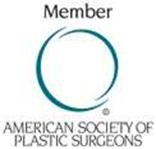 Member
©
AMERICAN SOCIETY OF
PLASTIC SURGEONS